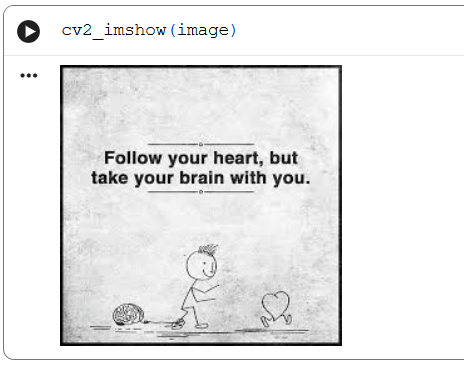 cv2_imshow(image)
Follow your heart, but
take your brain with you.